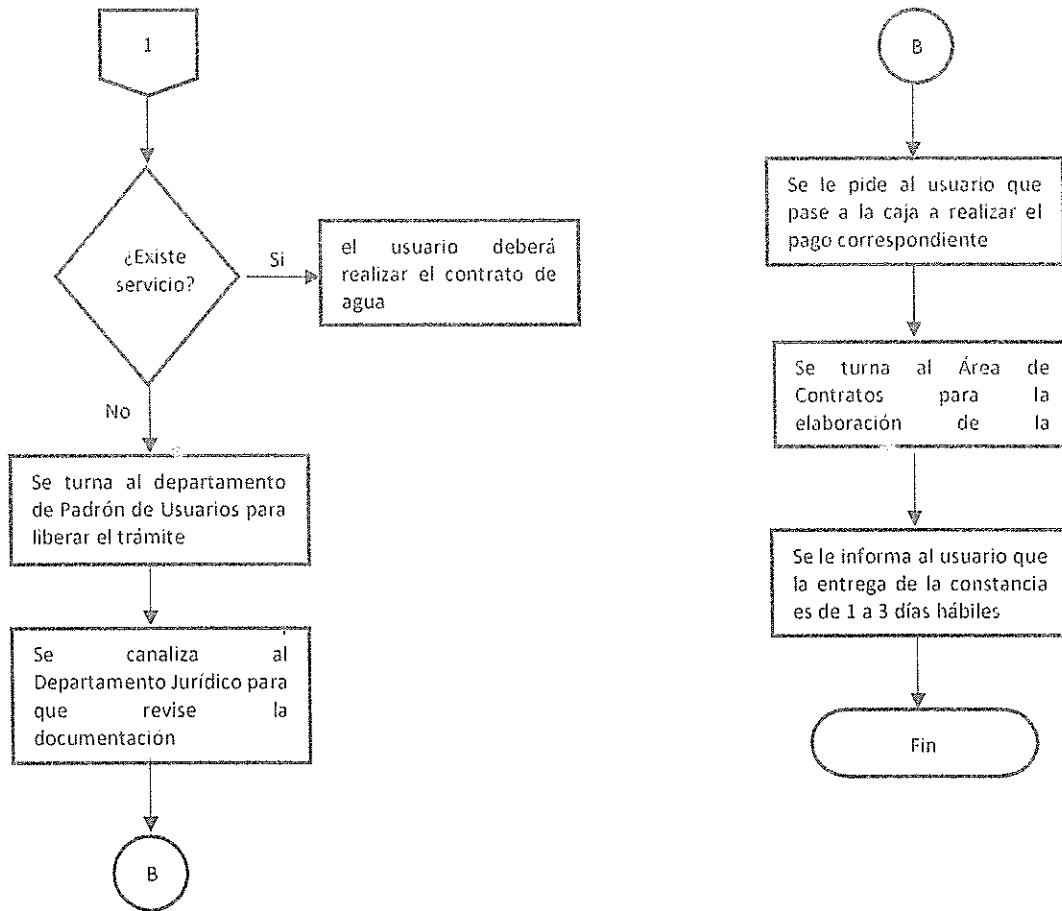 1
¿Existe
servicio?
Si
el usuario deberá
realizar el contrato de
agua
No
Se turna al departamento
de Padrón de Usuarios para
liberar el trámite
Se canaliza al
Departamento Jurídico para
que revise la
documentación
B
B
Se le pide al usuario que
pase a la caja a realizar el
pago correspondiente
Se turna al Área de
Contratos para la
elaboración de la
Se le informa al usuario que
la entrega de la constancia
es de 1 a 3 días hábiles
Fin